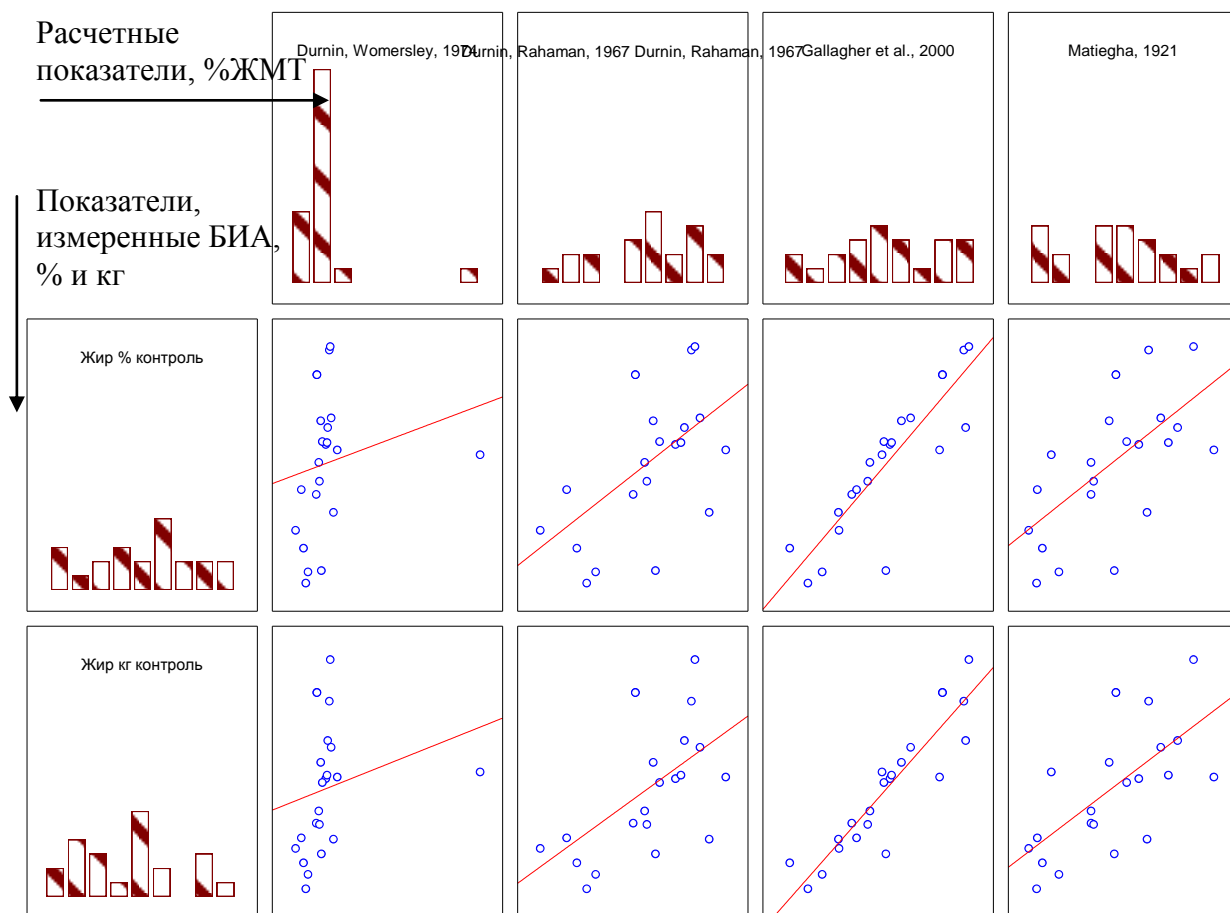 Расчетные
показатели, %ЖМТ
Durnin, Womersley, 1974
Durnin, Rahaman, 1967 Durnin, Rahaman, 1967
Gallagher et al., 2000
Matiegha, 1921
Показатели,
измеренные БИА,
% и кг
Жир % контроль
Жир кг контроль